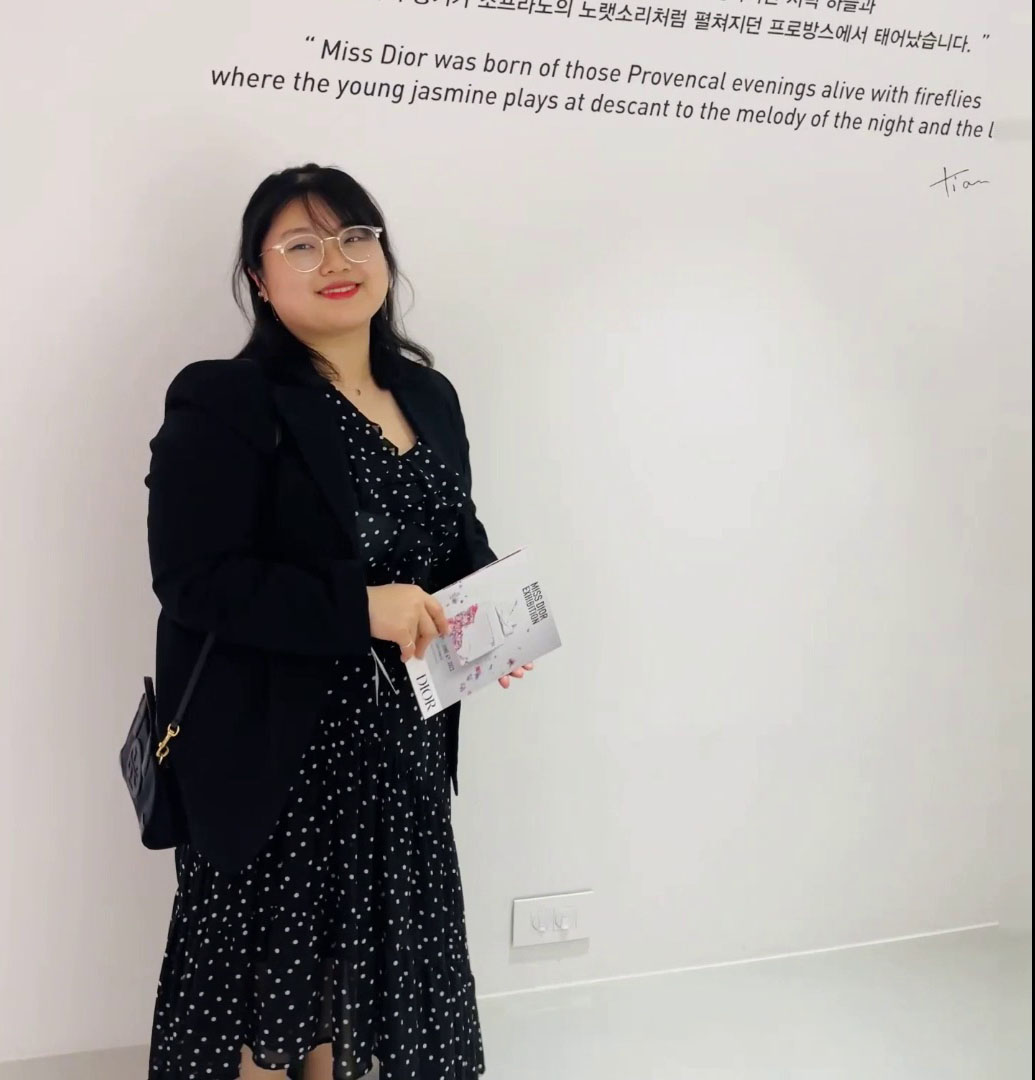 소프라노의 노랫소리처럼 펼쳐지던 프로방스에서 태어났습니다. ”
“ Miss Dior was born of those Provencal evenings alive with fireflies
where the young jasmine plays at descant to the melody of the night and the l
MISS DIOR
EXHIBITION
DIOR